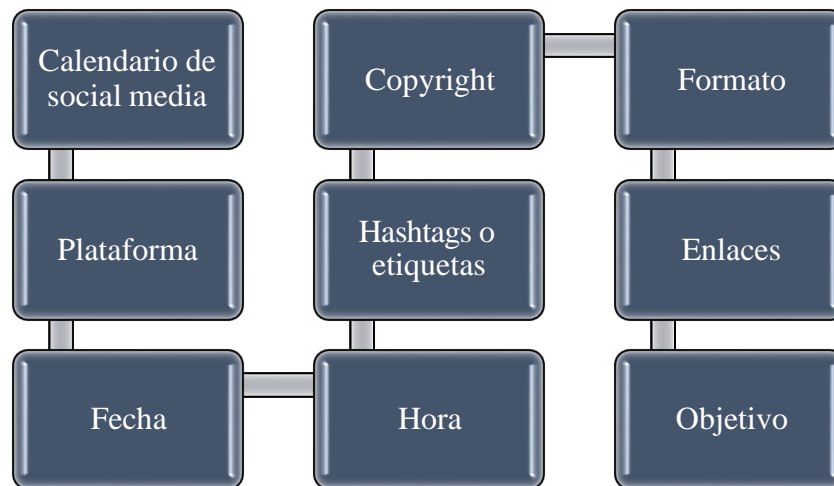 Calendario de
social media
Plataforma
Fecha
Hora
Hashtags o
etiquetas
Copyright
Formato
Enlaces
Objetivo